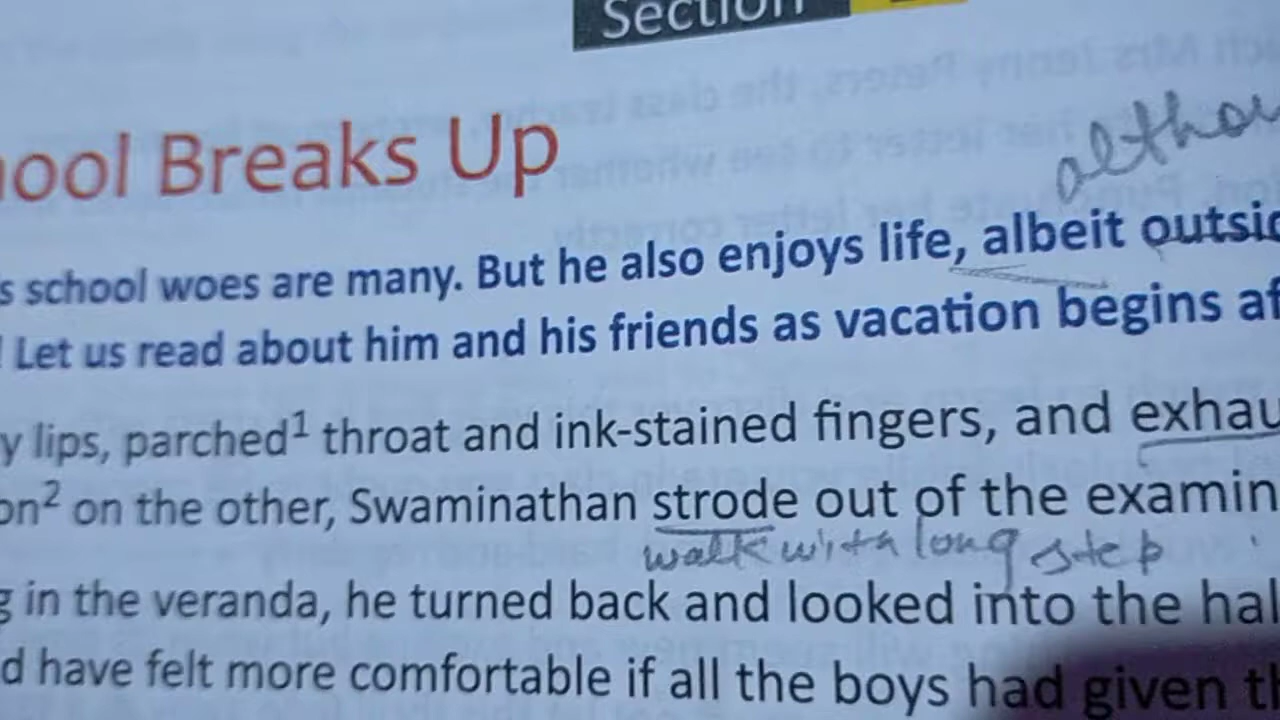 Section
ool Breaks Up
althou
s school woes are many. But he also enjoys life, albeit outsid
Let us read about him and his friends as vacation begins af
y lips, parched¹ throat and ink-stained fingers, and exhau
on² on the other, Swaminathan strode out of the examin
walk with long step
g in the veranda, he turned back and looked into the hal
d have felt more comfortable if all the boys had given th